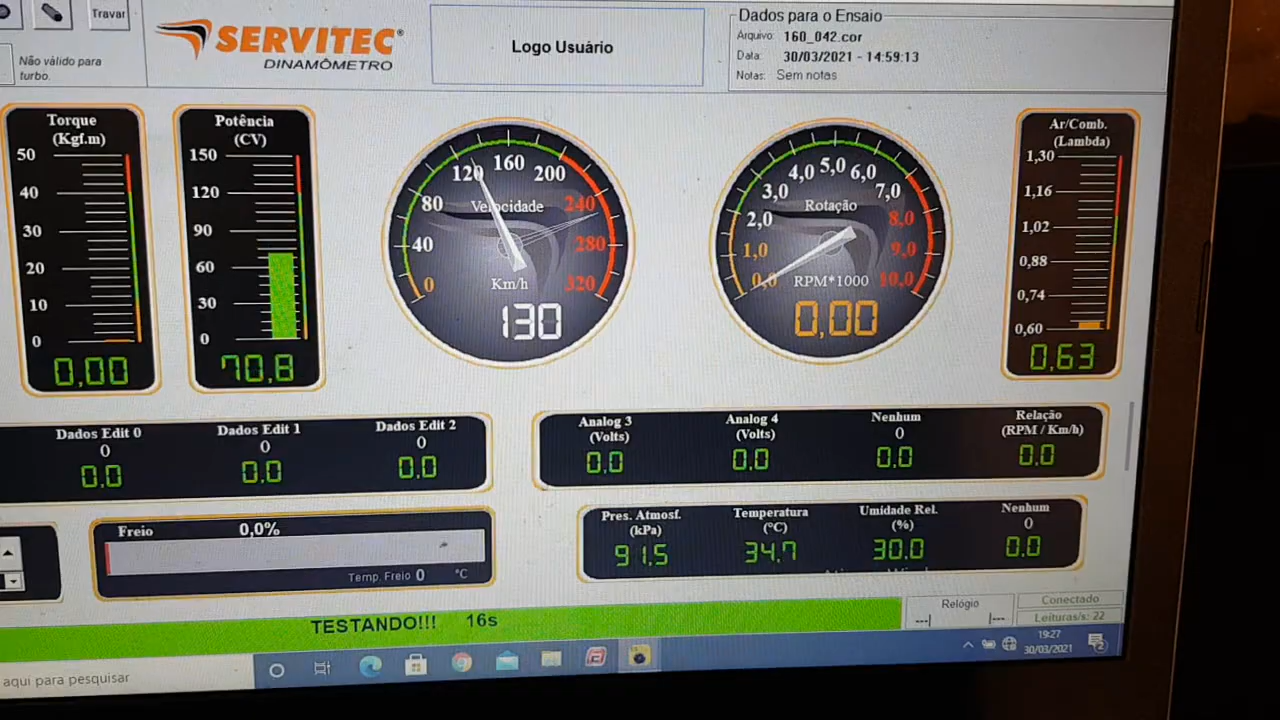 Travar
Não válido para
turbo.
SERVITEC®
DINAMÔMETRO
Logo Usuário
Dados para o Ensaio
Arquivo: 160_042.cor
Data: 30/03/2021 - 14:59:13
Notas: Sem notas
Torque
(Kgf.m)
50
40
30
20
10
0
0,00
Potência
(CV)
150
120
90
60
30
0
70,8
0
40
80
120
160
200
240
280
320
Velocidade
Km/h
130
0,0
1,0
2,0
3,0
4,0
5,0
6,0
7,0
8,0
9,0
10,0
Rotação
RPM*1000
0,00
Ar/Comb.
(Lambda)
1,30
1,16
1,02
0,88
0,74
0,60
0,63
Dados Edit 0
0
0,0
Dados Edit 1
0
0,0
Dados Edit 2
0
0,0
Analog 3
(Volts)
0,0
Analog 4
(Volts)
0,0
Nenhum
0
0,0
Relação
(RPM / Km/h)
0,0
Freio 0,0%
Temp. Freio 0 °C
Pres. Atmosf.
(kPa)
91,5
Temperatura
(°C)
34,7
Umidade Rel.
(%)
30,0
Nenhum
0
0,0
TESTANDO!!! 16s
Relógio
---| |---
Conectado
Leituras/s: 22
aqui para pesquisar
19:27
30/03/2021
2